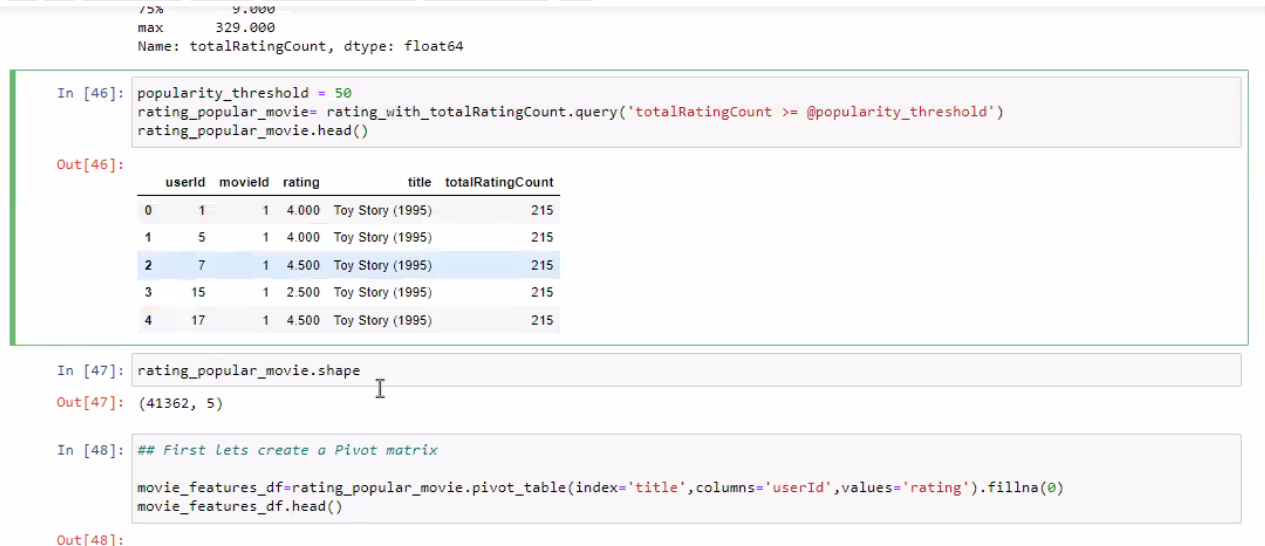 75% 9.000
max 329.000
Name: totalRatingCount, dtype: float64
In [46]: popularity_threshold = 50
rating_popular_movie= rating_with_totalRatingCount.query('totalRatingCount >= @popularity_threshold')
rating_popular_movie.head()
Out[46]:
userId movieId rating title totalRatingCount
0 1 1 4.000 Toy Story (1995) 215
1 5 1 4.000 Toy Story (1995) 215
2 7 1 4.500 Toy Story (1995) 215
3 15 1 2.500 Toy Story (1995) 215
4 17 1 4.500 Toy Story (1995) 215
In [47]: rating_popular_movie.shape
Out[47]: (41362, 5)
In [48]: ## First lets create a Pivot matrix
movie_features_df=rating_popular_movie.pivot_table(index='title',columns='userId',values='rating').fillna(0)
movie_features_df.head()
Out[48]: